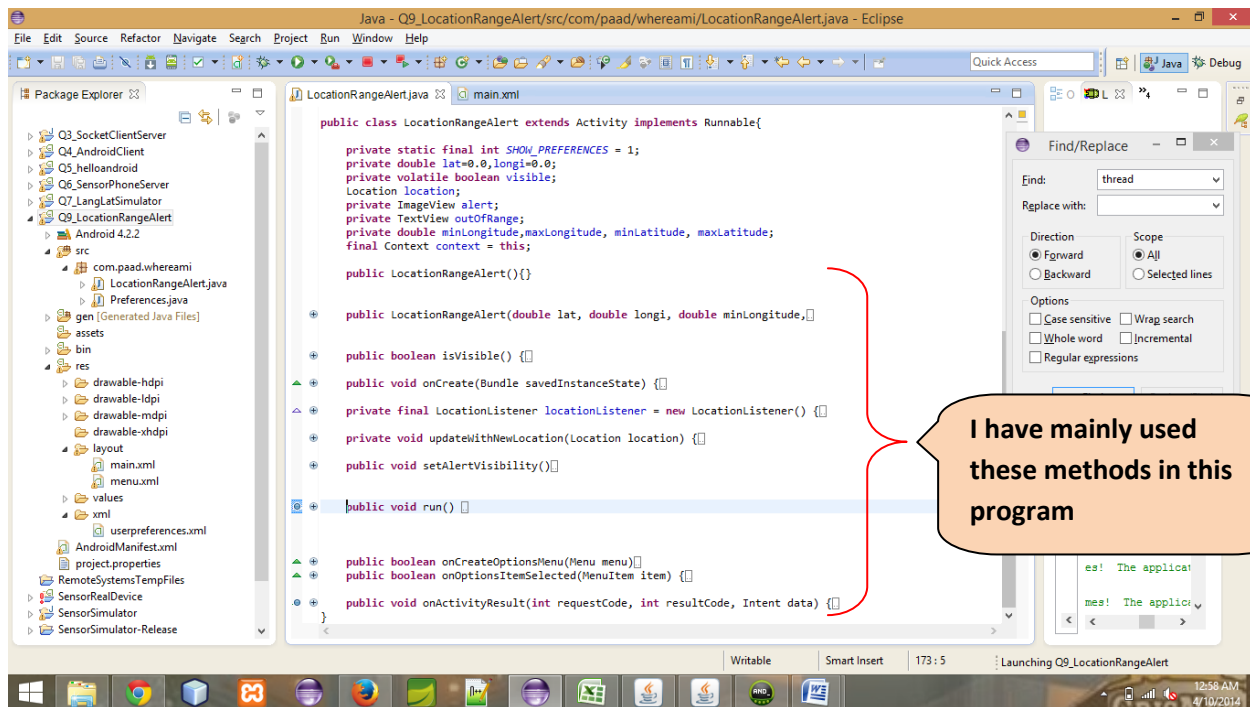 Java - Q9_LocationRangeAlert/src/com/paad/whereami/LocationRangeAlert.java - Eclipse
File Edit Source Refactor Navigate Search Project Run Window Help
Quick Access
Java
Debug
Package Explorer
Q3_SocketClientServer
Q4_AndroidClient
Q5_helloandroid
Q6_SensorPhoneServer
Q7_LangLatSimulator
Q9_LocationRangeAlert
Android 4.2.2
src
com.paad.whereami
LocationRangeAlert.java
Preferences.java
gen [Generated Java Files]
assets
bin
res
drawable-hdpi
drawable-ldpi
drawable-mdpi
drawable-xhdpi
layout
main.xml
menu.xml
values
xml
userpreferences.xml
AndroidManifest.xml
project.properties
RemoteSystemsTempFiles
SensorRealDevice
SensorSimulator
SensorSimulator-Release
LocationRangeAlert.java
main.xml
public class LocationRangeAlert extends Activity implements Runnable{
private static final int SHOW_PREFERENCES = 1;
private double lat=0.0,longi=0.0;
private volatile boolean visible;
Location location;
private ImageView alert;
private TextView outOfRange;
private double minLongitude,maxLongitude, minLatitude, maxLatitude;
final Context context = this;
public LocationRangeAlert(){}
public LocationRangeAlert(double lat, double longi, double minLongitude,
public boolean isVisible() {
public void onCreate(Bundle savedInstanceState) {
private final LocationListener locationListener = new LocationListener() {
private void updateWithNewLocation(Location location) {
public void setAlertVisibility()
public void run()
public boolean onCreateOptionsMenu(Menu menu)
public boolean onOptionsItemSelected(MenuItem item) {
public void onActivityResult(int requestCode, int resultCode, Intent data) {
}
O
L
4
Find/Replace
Find:
thread
Replace with:
Direction
Scope
Forward
All
Backward
Selected lines
Options
Case sensitive
Wrap search
Whole word
Incremental
Regular expressions
I have mainly used
these methods in this
program
es! The applicat
mes! The applica
Writable
Smart Insert
173 : 5
Launching Q9_LocationRangeAlert
12:58 AM
4/10/2014